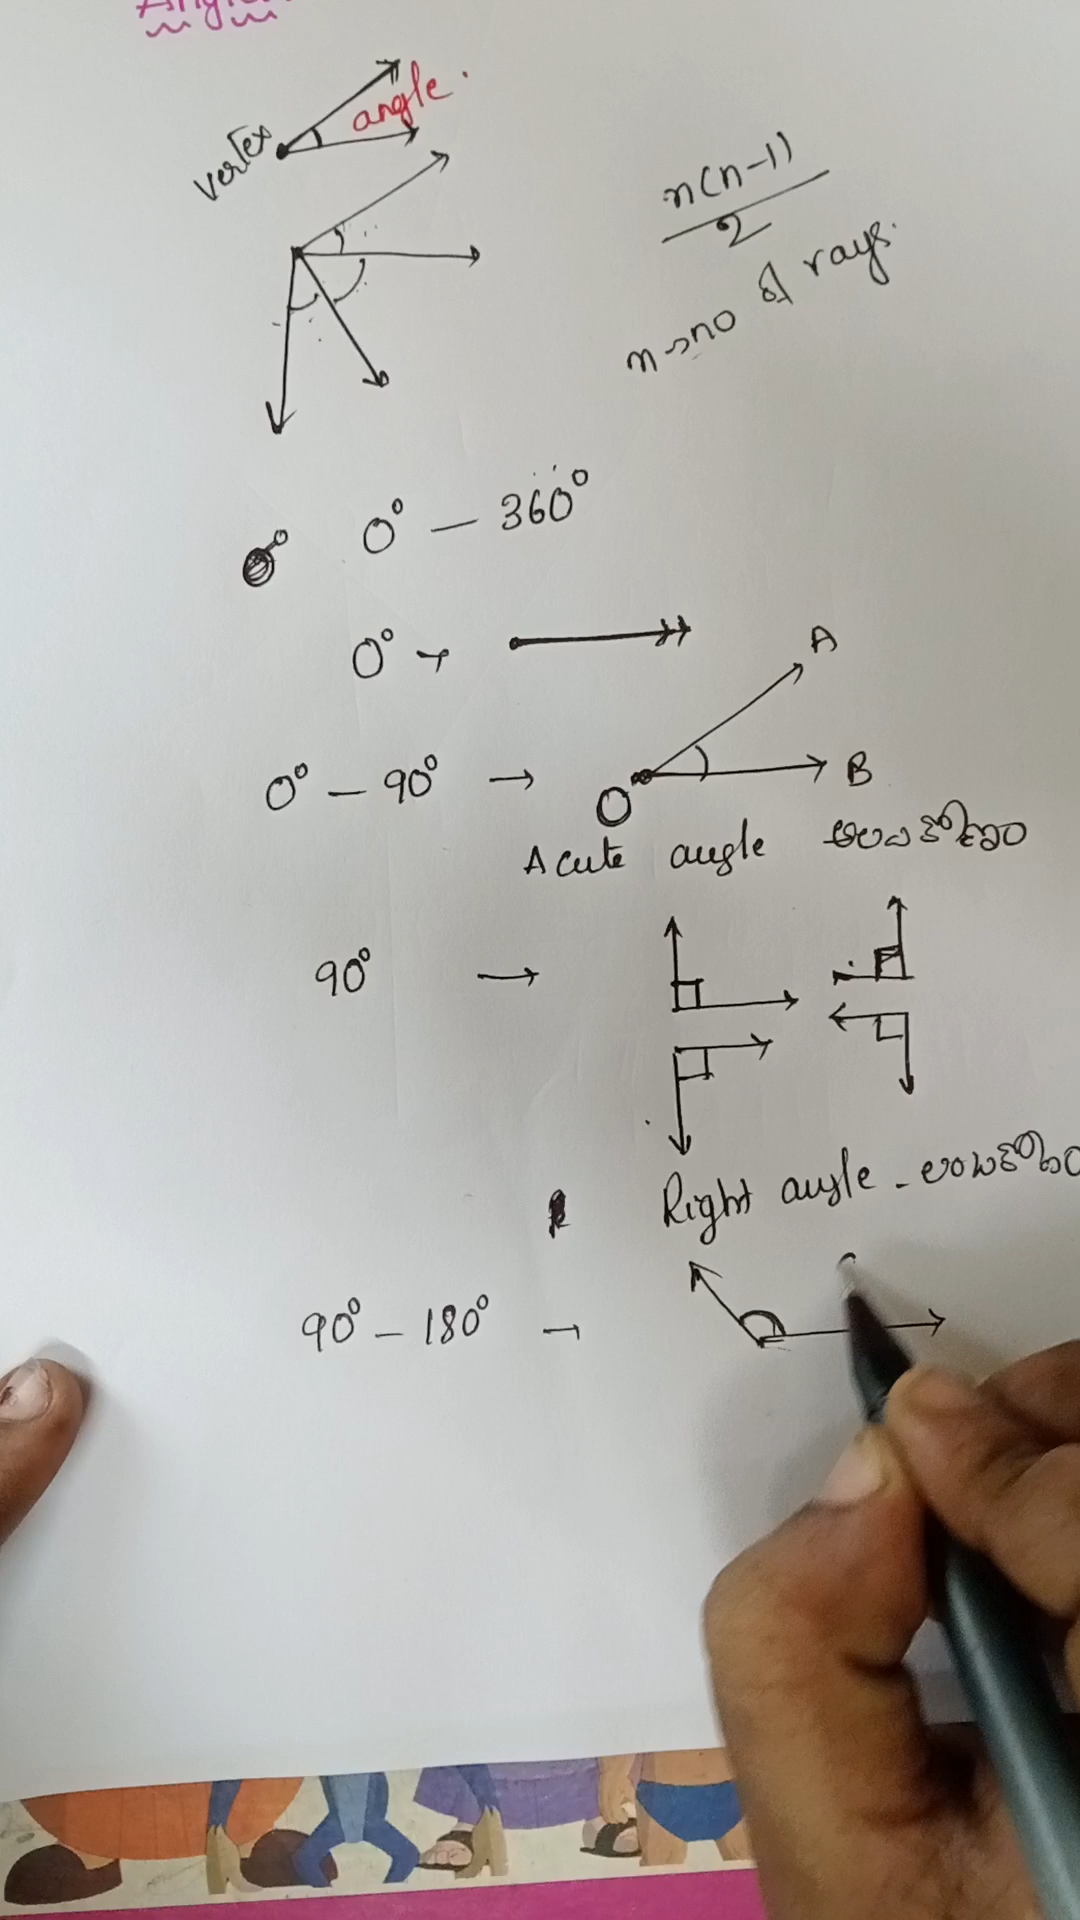 vertex angle.
n(n-1)
2
n→no of rays.
0° — 360°
0° →
A
0° — 90° → O B
Acute angle
90° →
Right angle -
90° — 180° →